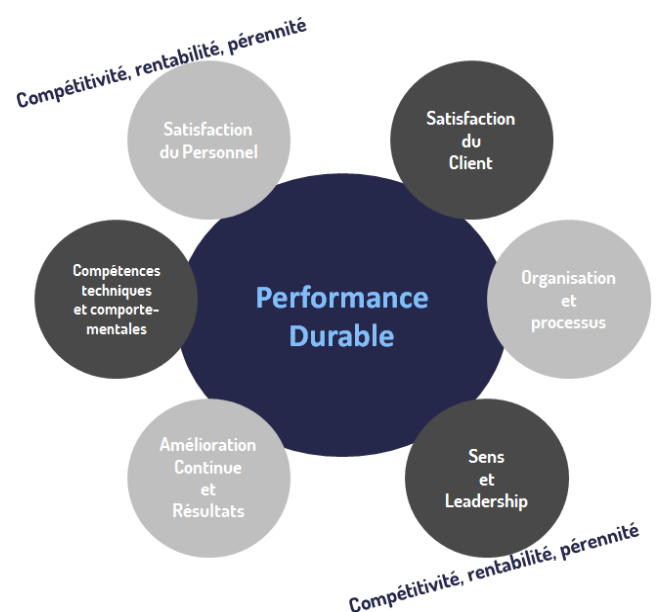 Compétitivité, rentabilité, pérennité
Satisfaction
du Personnel
Satisfaction
du
Client
Compétences
techniques
et comporte-
mentales
Performance
Durable
Organisation
et
processus
Amélioration
Continue
et
Résultats
Sens
et
Leadership
Compétitivité, rentabilité, pérennité